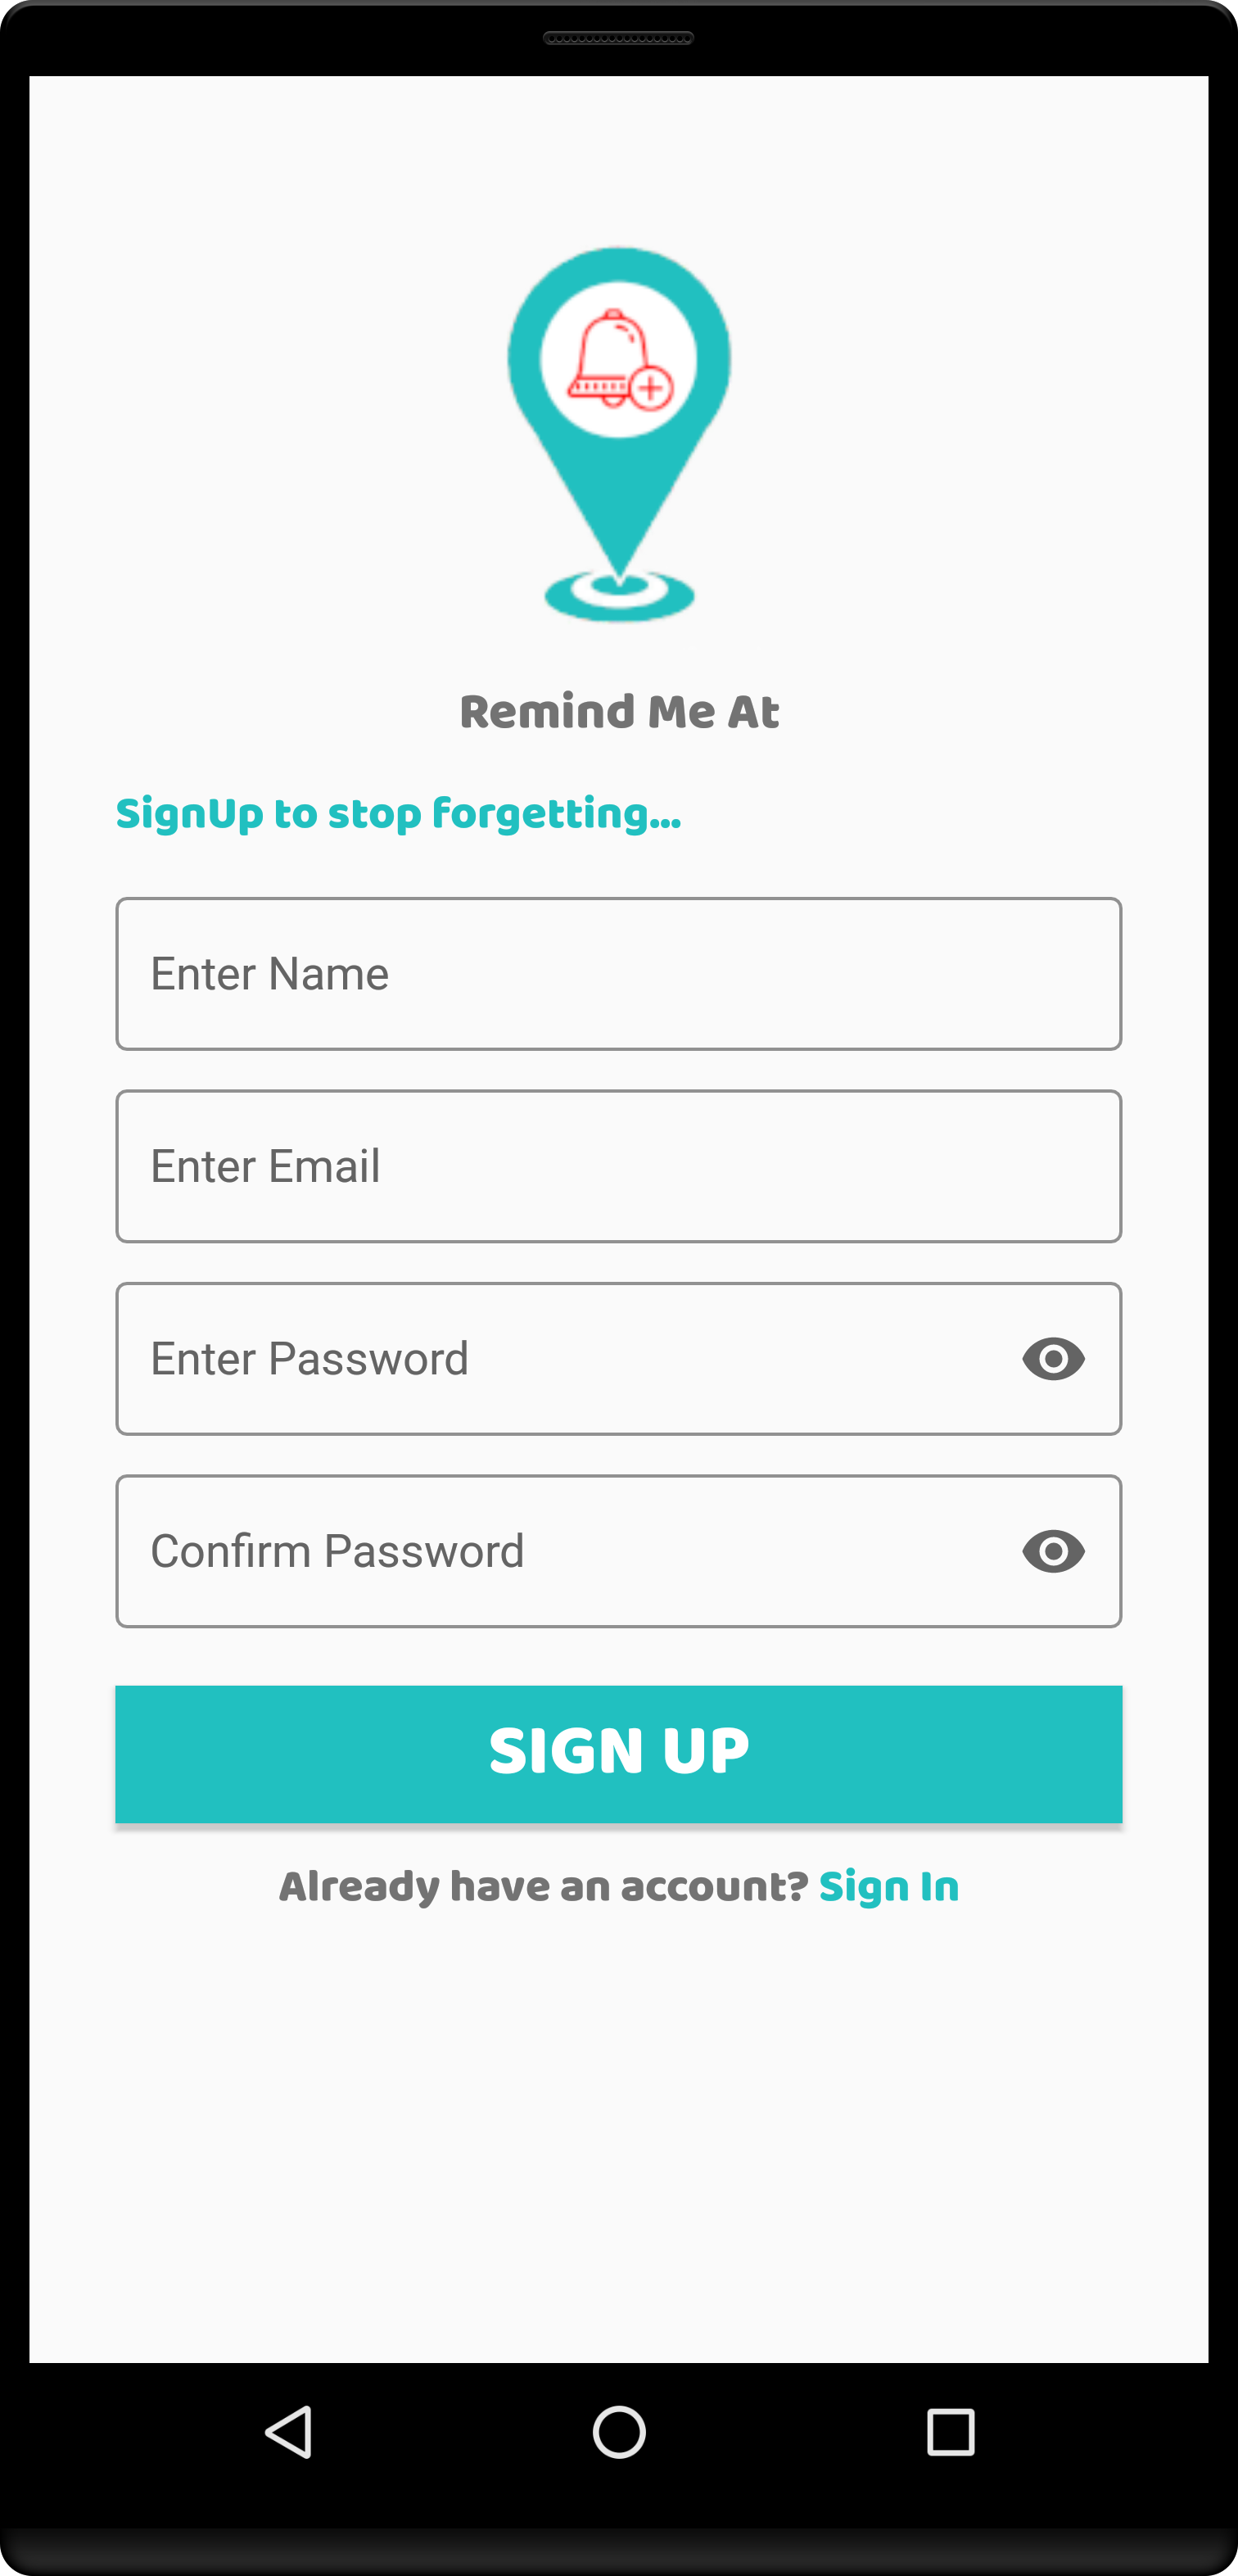 Remind Me At
SignUp to stop forgetting...
Enter Name
Enter Email
Enter Password
Confirm Password
SIGN UP
Already have an account? Sign In